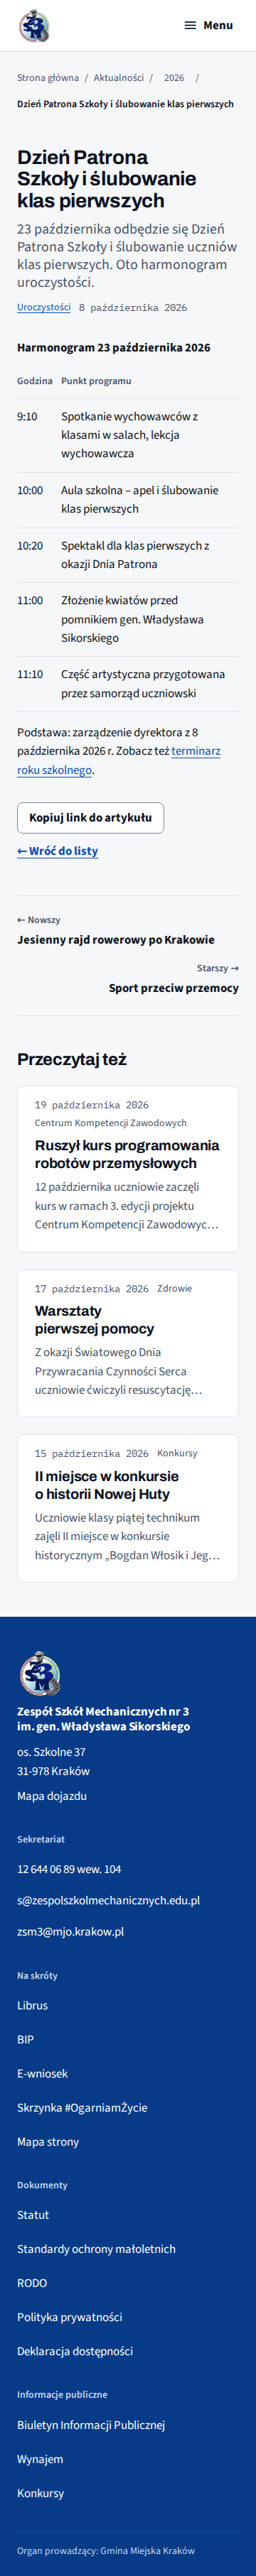 Menu
Strona główna / Aktualności / 2026 /
Dzień Patrona Szkoły i ślubowanie klas pierwszych
Dzień Patrona
Szkoły i ślubowanie
klas pierwszych
23 października odbędzie się Dzień
Patrona Szkoły i ślubowanie uczniów
klas pierwszych. Oto harmonogram
uroczystości.
Uroczystości 8 października 2026
Harmonogram 23 października 2026
Godzina Punkt programu
9:10 Spotkanie wychowawców z
klasami w salach, lekcja
wychowawcza
10:00 Aula szkolna – apel i ślubowanie
klas pierwszych
10:20 Spektakl dla klas pierwszych z
okazji Dnia Patrona
11:00 Złożenie kwiatów przed
pomnikiem gen. Władysława
Sikorskiego
11:10 Część artystyczna przygotowana
przez samorząd uczniowski
Podstawa: zarządzenie dyrektora z 8
października 2026 r. Zobacz też terminarz
roku szkolnego.
Kopiuj link do artykułu
← Wróć do listy
← Nowszy
Jesienny rajd rowerowy po Krakowie
Starszy →
Sport przeciw przemocy
Przeczytaj też
19 października 2026
Centrum Kompetencji Zawodowych
Ruszył kurs programowania
robotów przemysłowych
12 października uczniowie zaczęli
kurs w ramach 3. edycji projektu
Centrum Kompetencji Zawodowyc…
17 października 2026 Zdrowie
Warsztaty
pierwszej pomocy
Z okazji Światowego Dnia
Przywracania Czynności Serca
uczniowie ćwiczyli resuscytację…
15 października 2026 Konkursy
II miejsce w konkursie
o historii Nowej Huty
Uczniowie klasy piątej technikum
zajęli II miejsce w konkursie
historycznym „Bogdan Włosik i Jeg…
Zespół Szkół Mechanicznych nr 3
im. gen. Władysława Sikorskiego
os. Szkolne 37
31-978 Kraków
Mapa dojazdu
Sekretariat
12 644 06 89 wew. 104
s@zespolszkolmechanicznych.edu.pl
zsm3@mjo.krakow.pl
Na skróty
Librus
BIP
E-wniosek
Skrzynka #OgarniamŻycie
Mapa strony
Dokumenty
Statut
Standardy ochrony małoletnich
RODO
Polityka prywatności
Deklaracja dostępności
Informacje publiczne
Biuletyn Informacji Publicznej
Wynajem
Konkursy
Organ prowadzący: Gmina Miejska Kraków